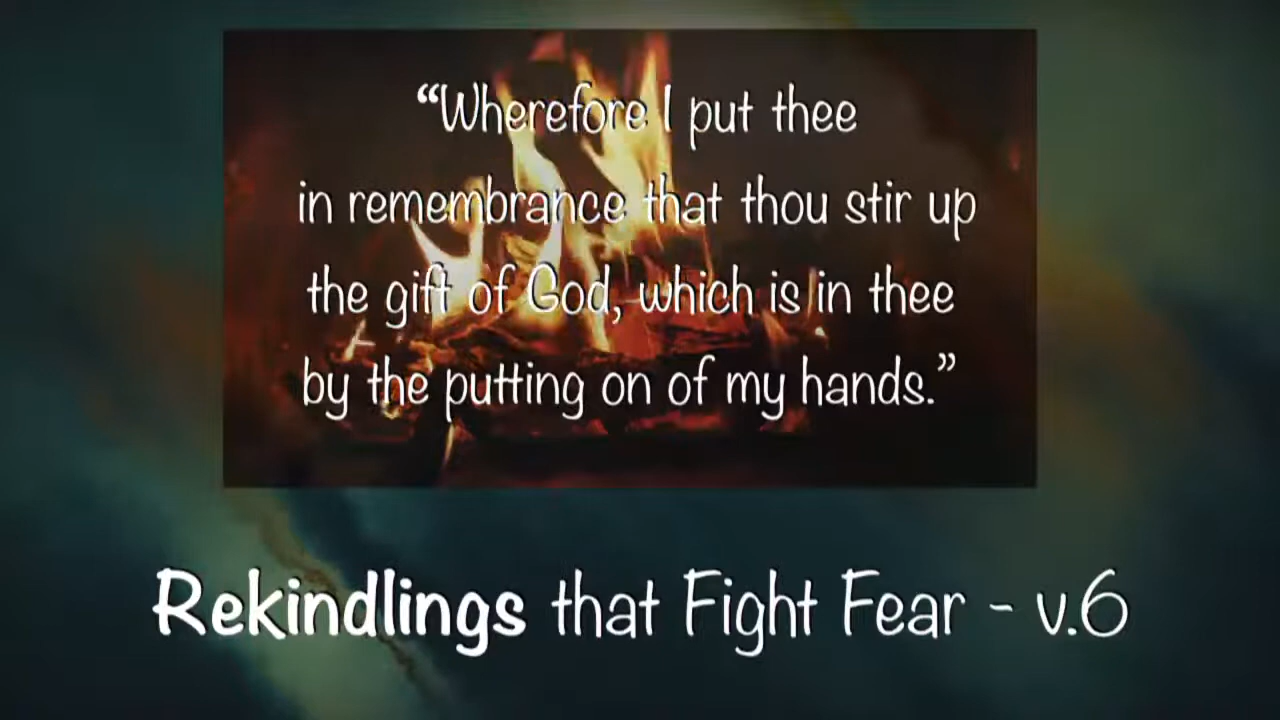 “Wherefore I put thee
in remembrance that thou stir up
the gift of God, which is in thee
by the putting on of my hands.”
Rekindlings that Fight Fear - v.6